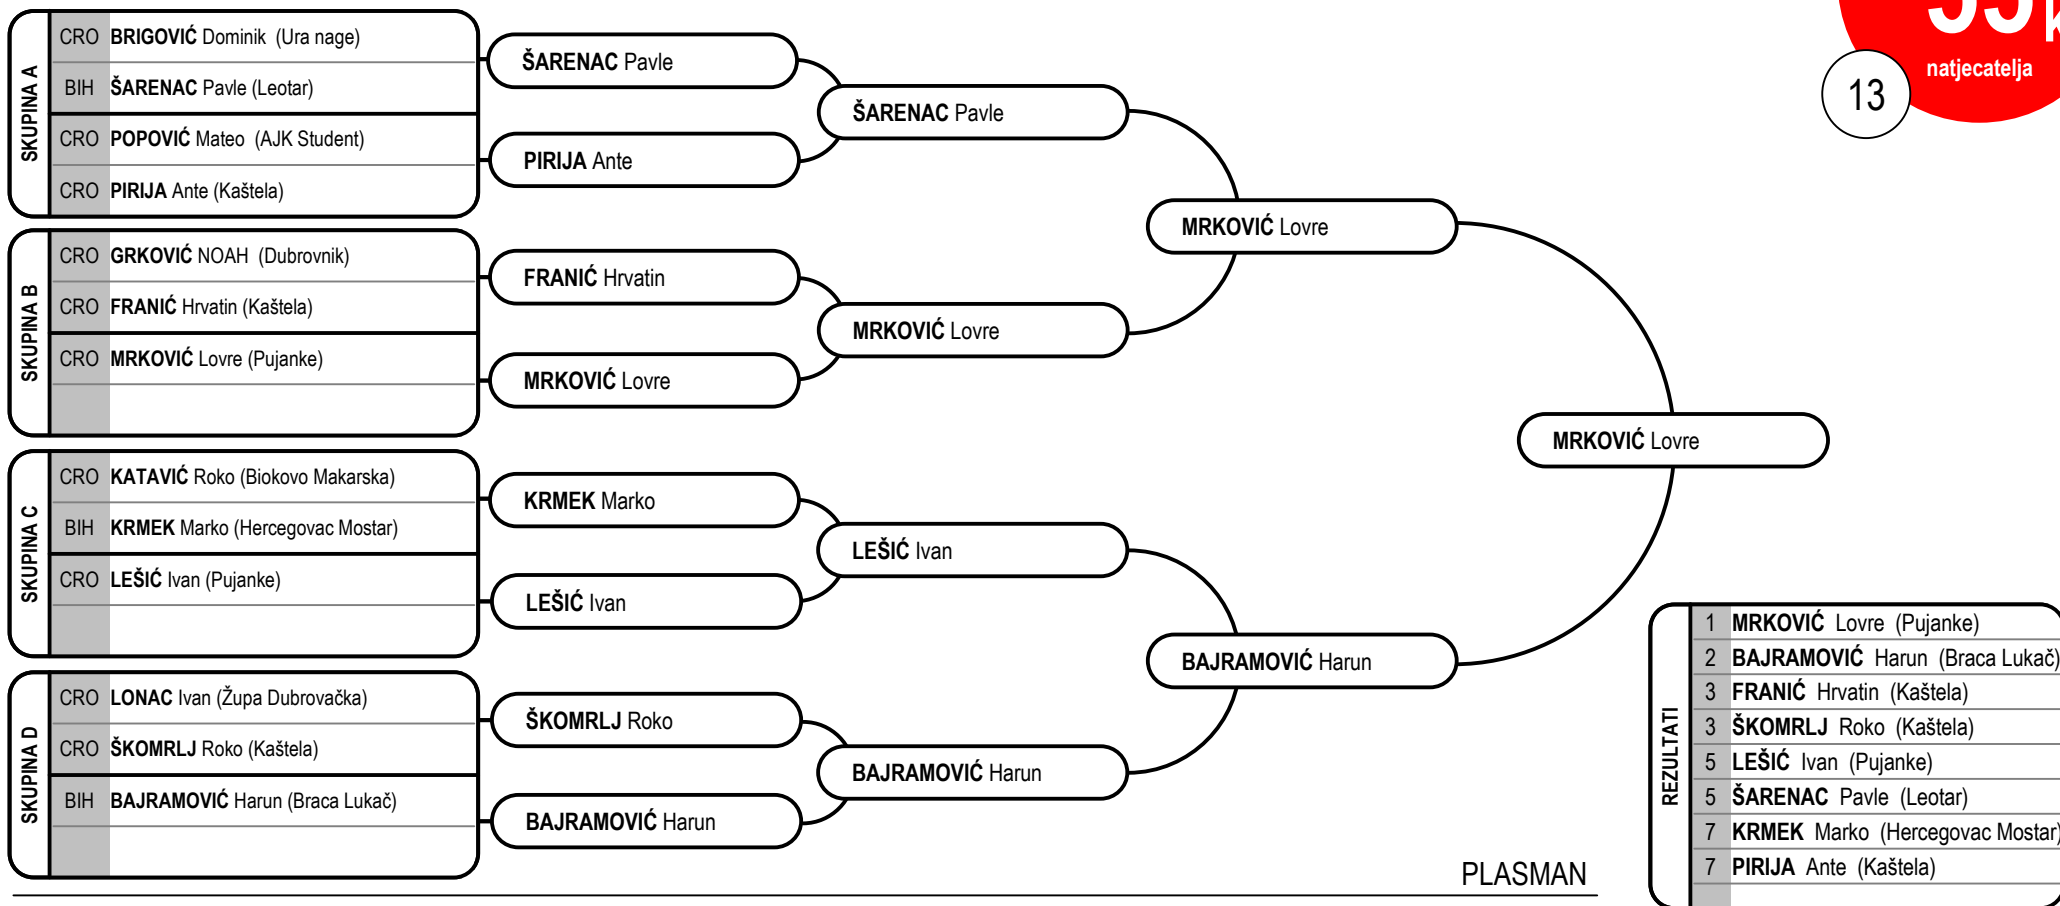 SKUPINA A
CRO BRIGOVIĆ Dominik (Ura nage)
BIH ŠARENAC Pavle (Leotar)
CRO POPOVIĆ Mateo (AJK Student)
CRO PIRIJA Ante (Kaštela)
SKUPINA B
CRO GRKOVIĆ NOAH (Dubrovnik)
CRO FRANIĆ Hrvatin (Kaštela)
CRO MRKOVIĆ Lovre (Pujanke)
SKUPINA C
CRO KATAVIĆ Roko (Biokovo Makarska)
BIH KRMEK Marko (Hercegovac Mostar)
CRO LEŠIĆ Ivan (Pujanke)
SKUPINA D
CRO LONAC Ivan (Župa Dubrovačka)
CRO ŠKOMRLJ Roko (Kaštela)
BIH BAJRAMOVIĆ Harun (Braca Lukač)
ŠARENAC Pavle
PIRIJA Ante
FRANIĆ Hrvatin
MRKOVIĆ Lovre
KRMEK Marko
LEŠIĆ Ivan
ŠKOMRLJ Roko
BAJRAMOVIĆ Harun
ŠARENAC Pavle
MRKOVIĆ Lovre
LEŠIĆ Ivan
BAJRAMOVIĆ Harun
MRKOVIĆ Lovre
BAJRAMOVIĆ Harun
MRKOVIĆ Lovre
natjecatelja
13
PLASMAN
REZULTATI
1 MRKOVIĆ Lovre (Pujanke)
2 BAJRAMOVIĆ Harun (Braca Lukač)
3 FRANIĆ Hrvatin (Kaštela)
3 ŠKOMRLJ Roko (Kaštela)
5 LEŠIĆ Ivan (Pujanke)
5 ŠARENAC Pavle (Leotar)
7 KRMEK Marko (Hercegovac Mostar)
7 PIRIJA Ante (Kaštela)